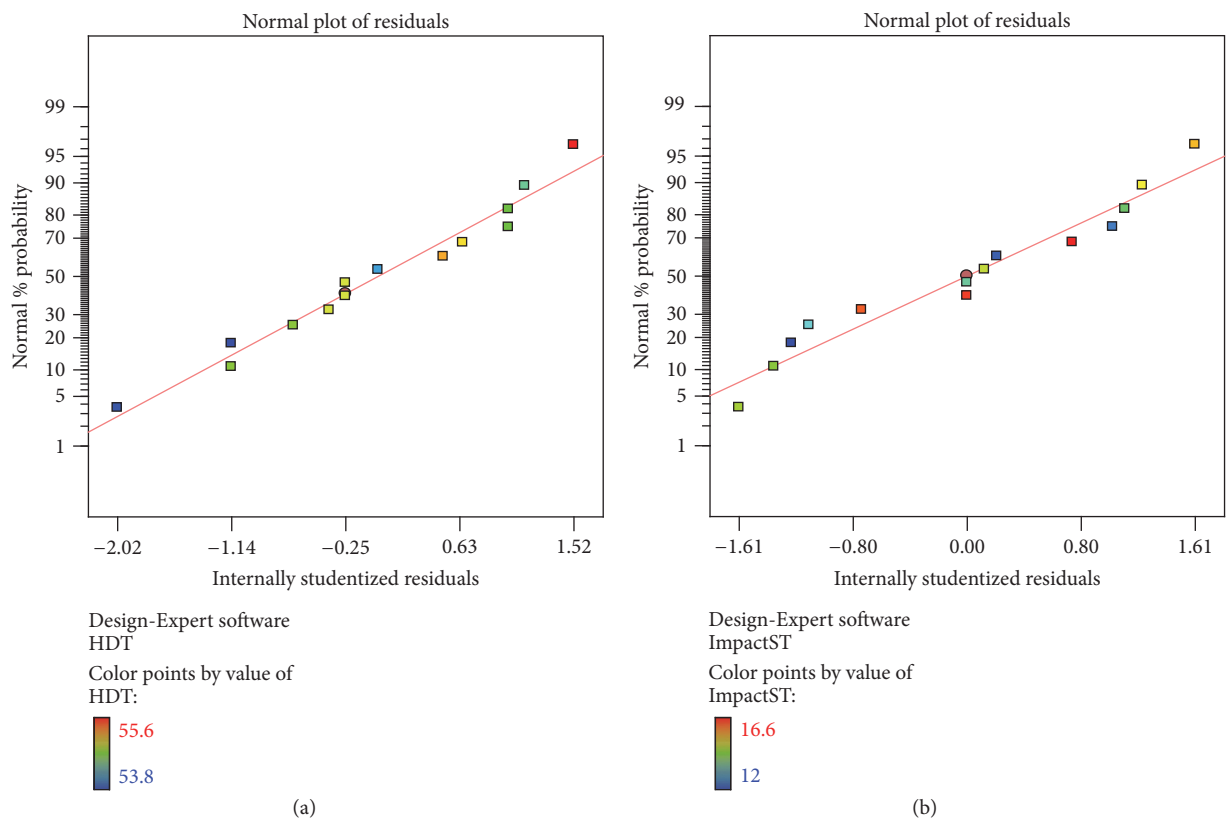 Normal plot of residuals
99
95
90
80
70
50
30
20
10
5
1
Normal % probability
−2.02 −1.14 −0.25 0.63 1.52
Internally studentized residuals
Design-Expert software
HDT
Color points by value of
HDT:
55.6
53.8
(a)
Normal plot of residuals
99
95
90
80
70
50
30
20
10
5
1
Normal % probability
−1.61 −0.80 0.00 0.80 1.61
Internally studentized residuals
Design-Expert software
ImpactST
Color points by value of
ImpactST:
16.6
12
(b)